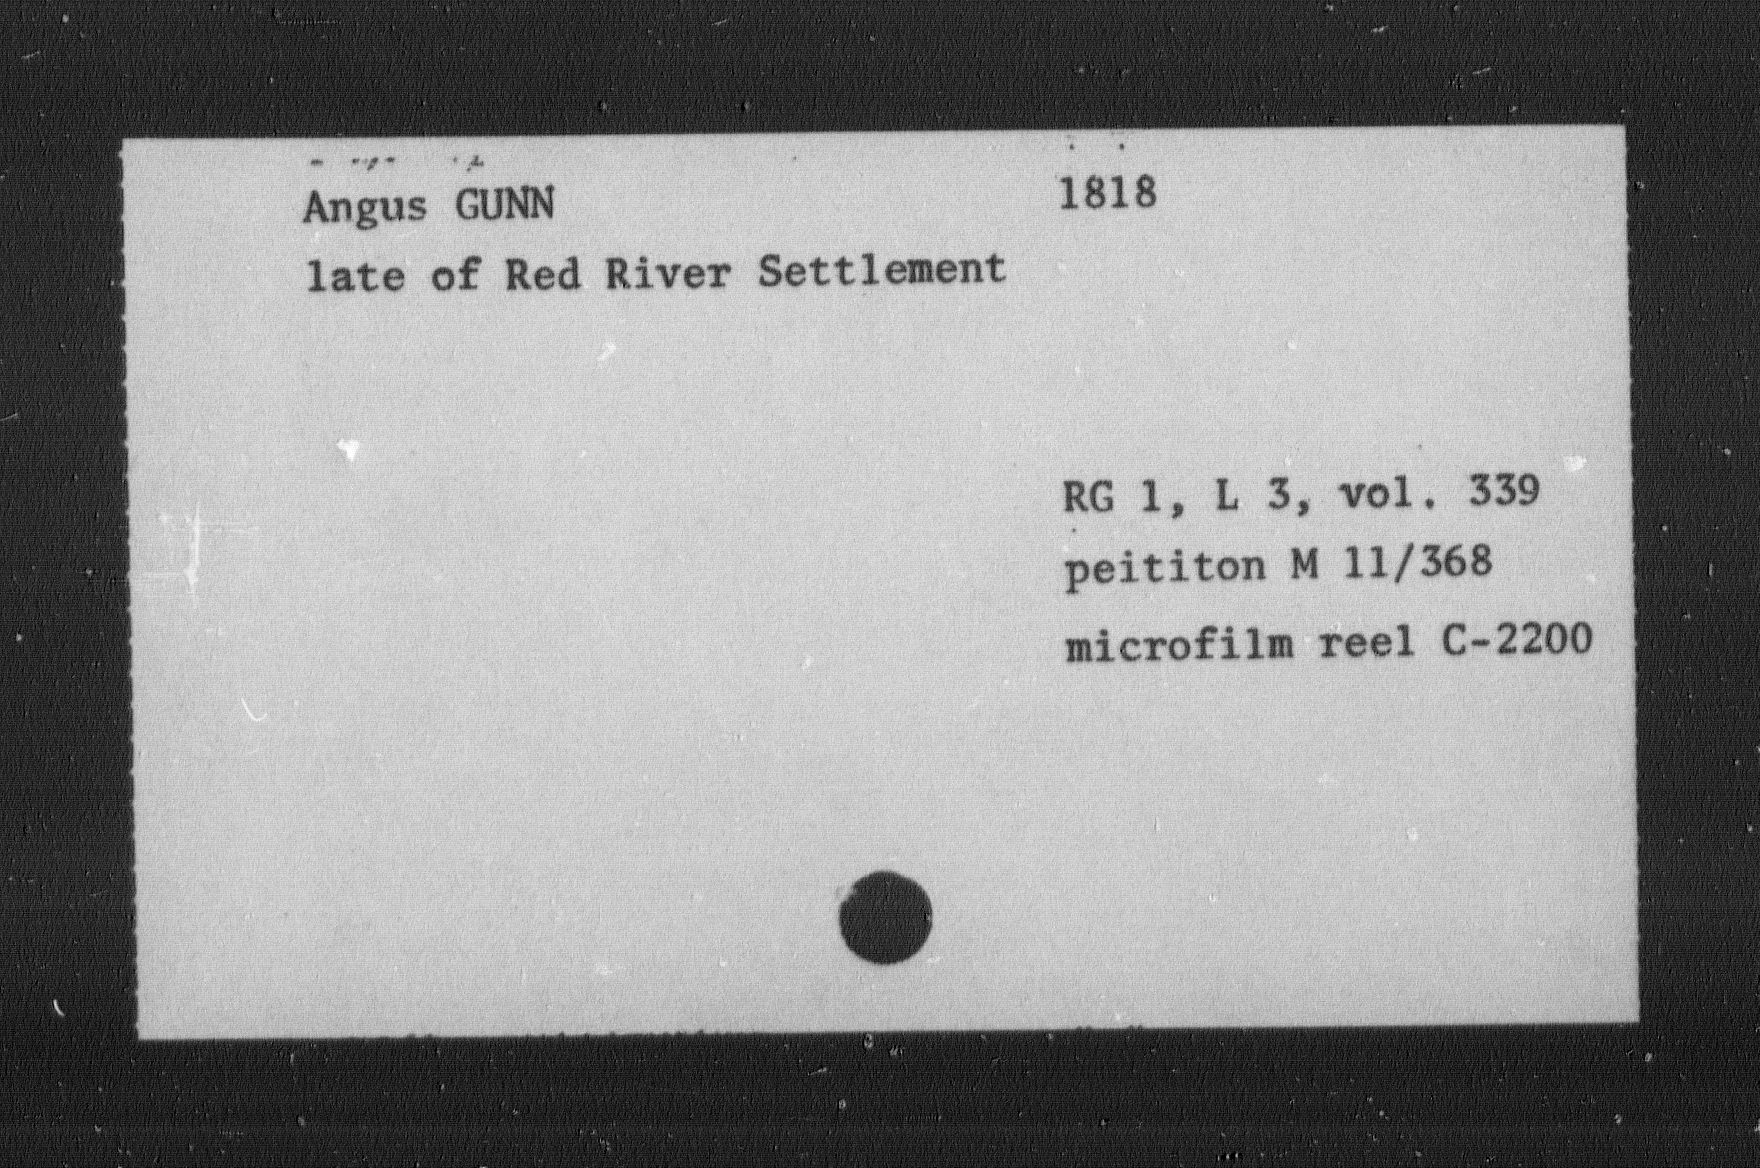 Angus GUNN 1818
late of Red River Settlement
RG 1, L 3, vol. 339
peititon M 11/368
microfilm reel C-2200